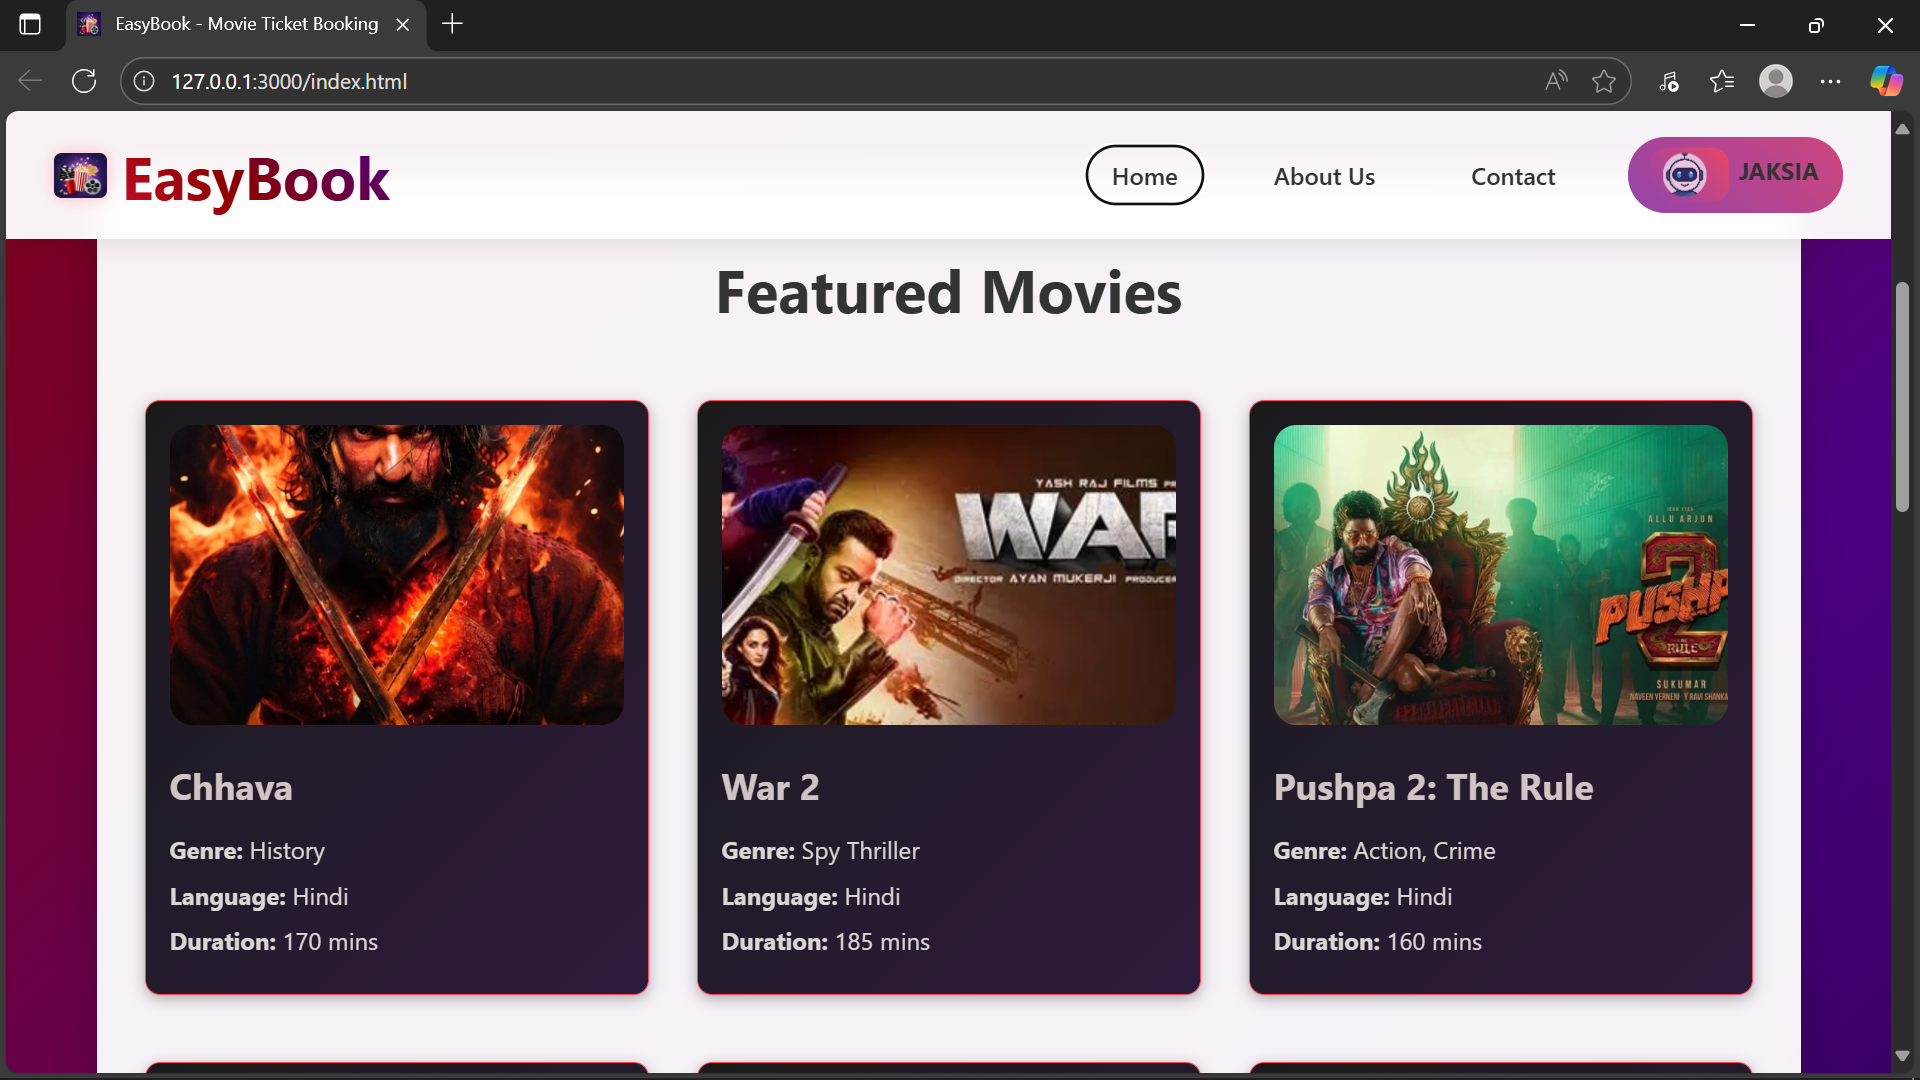 EasyBook - Movie Ticket Booking
127.0.0.1:3000/index.html
EasyBook
Home
About Us
Contact
JAKSIA
Featured Movies
YASH RAJ FILMS
WAR
DIRECTOR AYAN MUKERJI PRODUCER
ALLU ARJUN
2
PUSHP
RULE
SUKUMAR
NAVEEN YERNENI Y RAVI SHANKA
Chhava
Genre: History
Language: Hindi
Duration: 170 mins
War 2
Genre: Spy Thriller
Language: Hindi
Duration: 185 mins
Pushpa 2: The Rule
Genre: Action, Crime
Language: Hindi
Duration: 160 mins